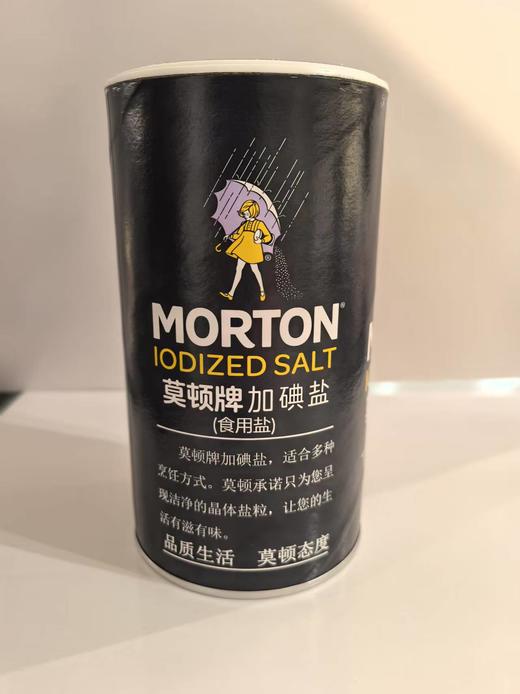 MORTON®
IODIZED SALT
莫顿牌加碘盐
(食用盐)
莫顿牌加碘盐，适合多种
烹饪方式。莫顿承诺只为您呈
现洁净的晶体盐粒，让您的生
活有滋有味。
品质生活 莫顿态度